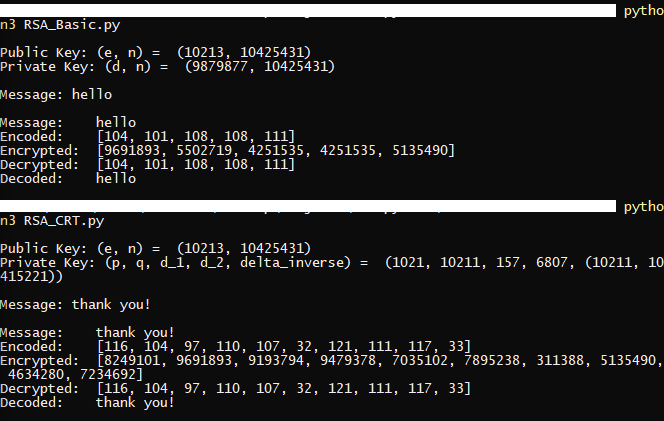 pytho
n3 RSA_Basic.py
Public Key: (e, n) =  (10213, 10425431)
Private Key: (d, n) =  (9879877, 10425431)
Message: hello
Message:    hello
Encoded:    [104, 101, 108, 108, 111]
Encrypted:  [9691893, 5502719, 4251535, 4251535, 5135490]
Decrypted:  [104, 101, 108, 108, 111]
Decoded:    hello
pytho
n3 RSA_CRT.py
Public Key: (e, n) =  (10213, 10425431)
Private Key: (p, q, d_1, d_2, delta_inverse) =  (1021, 10211, 157, 6807, (10211, 10
415221))
Message: thank you!
Message:    thank you!
Encoded:    [116, 104, 97, 110, 107, 32, 121, 111, 117, 33]
Encrypted:  [8249101, 9691893, 9193794, 9479378, 7035102, 7895238, 311388, 5135490,
 4634280, 7234692]
Decrypted:  [116, 104, 97, 110, 107, 32, 121, 111, 117, 33]
Decoded:    thank you!